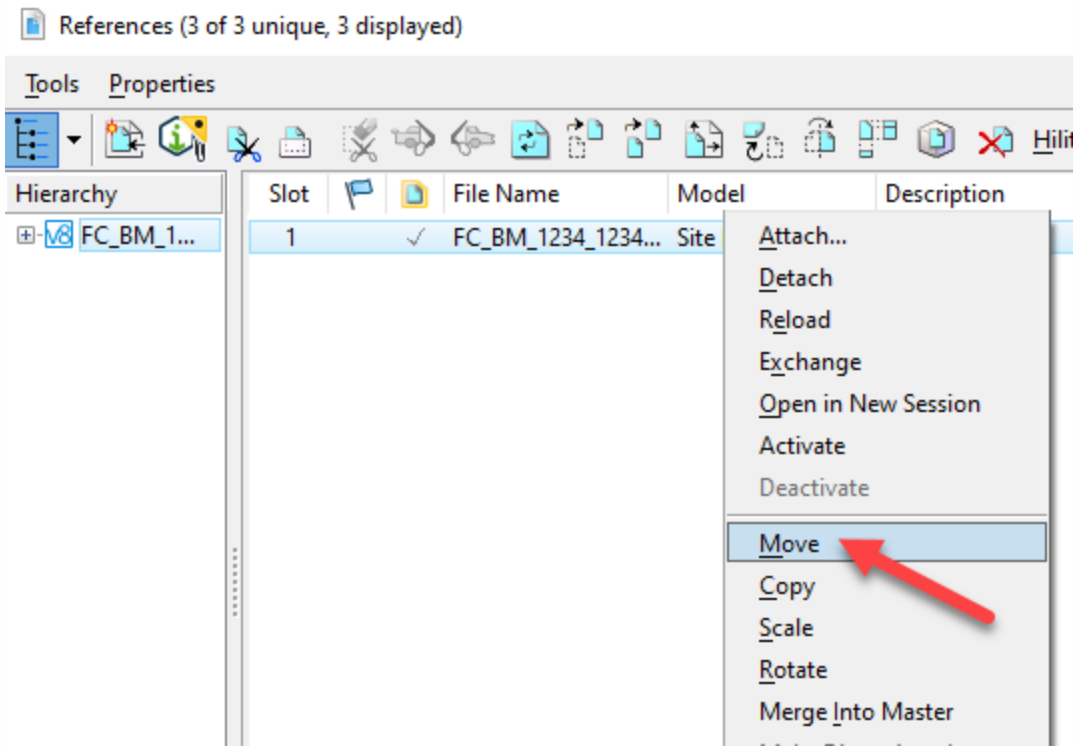 References (3 of 3 unique, 3 displayed)
Tools Properties
Hierarchy Slot File Name Model Description
V8 FC_BM_1... 1 ✓ FC_BM_1234_1234... Site
Attach...
Detach
Reload
Exchange
Open in New Session
Activate
Deactivate
Move
Copy
Scale
Rotate
Merge Into Master